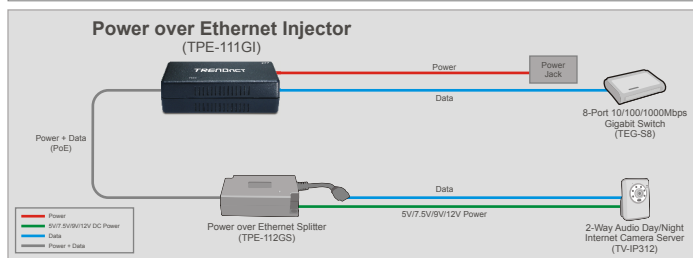 Power over Ethernet Injector
(TPE-111GI)
TRENDNET
Power
Power
Jack
Data
8-Port 10/100/1000Mbps
Gigabit Switch
(TEG-S8)
Power + Data
(PoE)
Data
5V/7.5V/9V/12V Power
Power over Ethernet Splitter
(TPE-112GS)
2-Way Audio Day/Night
Internet Camera Server
(TV-IP312)
Power
5V/7.5V/9V/12V DC Power
Data
Power + Data